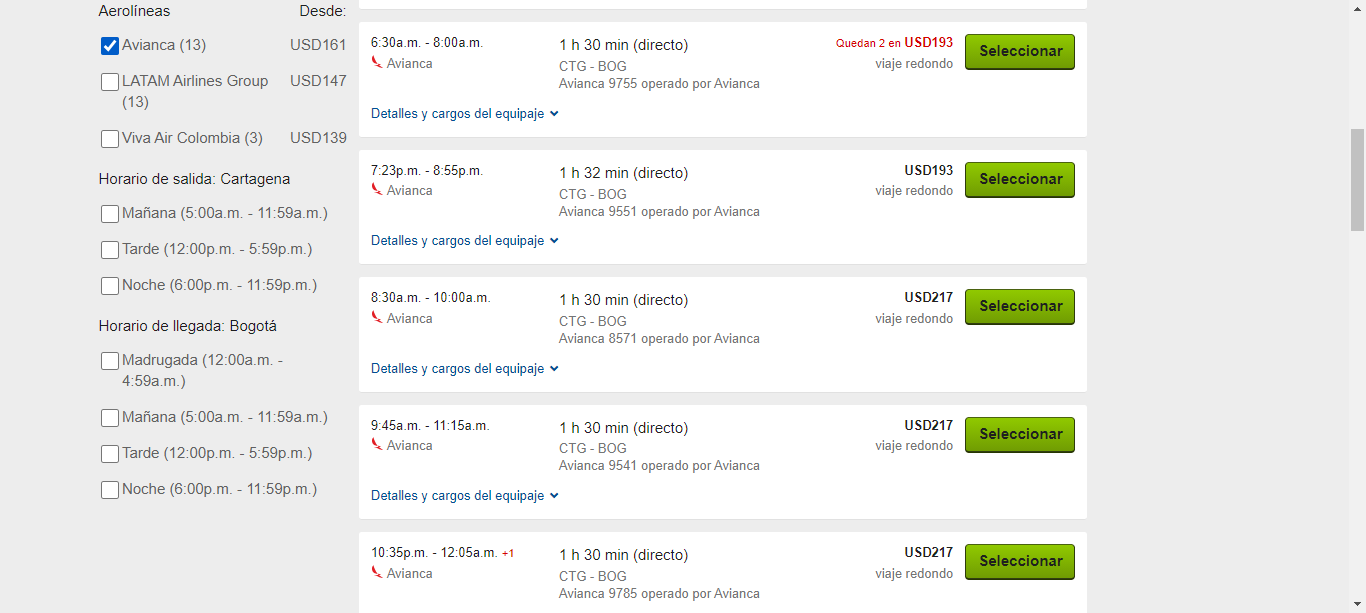 Aerolíneas Desde:
Avianca (13) USD161
LATAM Airlines Group USD147
(13)
Viva Air Colombia (3) USD139
Horario de salida: Cartagena
Mañana (5:00a.m. - 11:59a.m.)
Tarde (12:00p.m. - 5:59p.m.)
Noche (6:00p.m. - 11:59p.m.)
Horario de llegada: Bogotá
Madrugada (12:00a.m. -
4:59a.m.)
Mañana (5:00a.m. - 11:59a.m.)
Tarde (12:00p.m. - 5:59p.m.)
Noche (6:00p.m. - 11:59p.m.)
6:30a.m. - 8:00a.m. 1 h 30 min (directo) Quedan 2 en USD193 Seleccionar
Avianca CTG - BOG viaje redondo
Avianca 9755 operado por Avianca
Detalles y cargos del equipaje
7:23p.m. - 8:55p.m. 1 h 32 min (directo) USD193 Seleccionar
Avianca CTG - BOG viaje redondo
Avianca 9551 operado por Avianca
Detalles y cargos del equipaje
8:30a.m. - 10:00a.m. 1 h 30 min (directo) USD217 Seleccionar
Avianca CTG - BOG viaje redondo
Avianca 8571 operado por Avianca
Detalles y cargos del equipaje
9:45a.m. - 11:15a.m. 1 h 30 min (directo) USD217 Seleccionar
Avianca CTG - BOG viaje redondo
Avianca 9541 operado por Avianca
Detalles y cargos del equipaje
10:35p.m. - 12:05a.m. +1 1 h 30 min (directo) USD217 Seleccionar
Avianca CTG - BOG viaje redondo
Avianca 9785 operado por Avianca